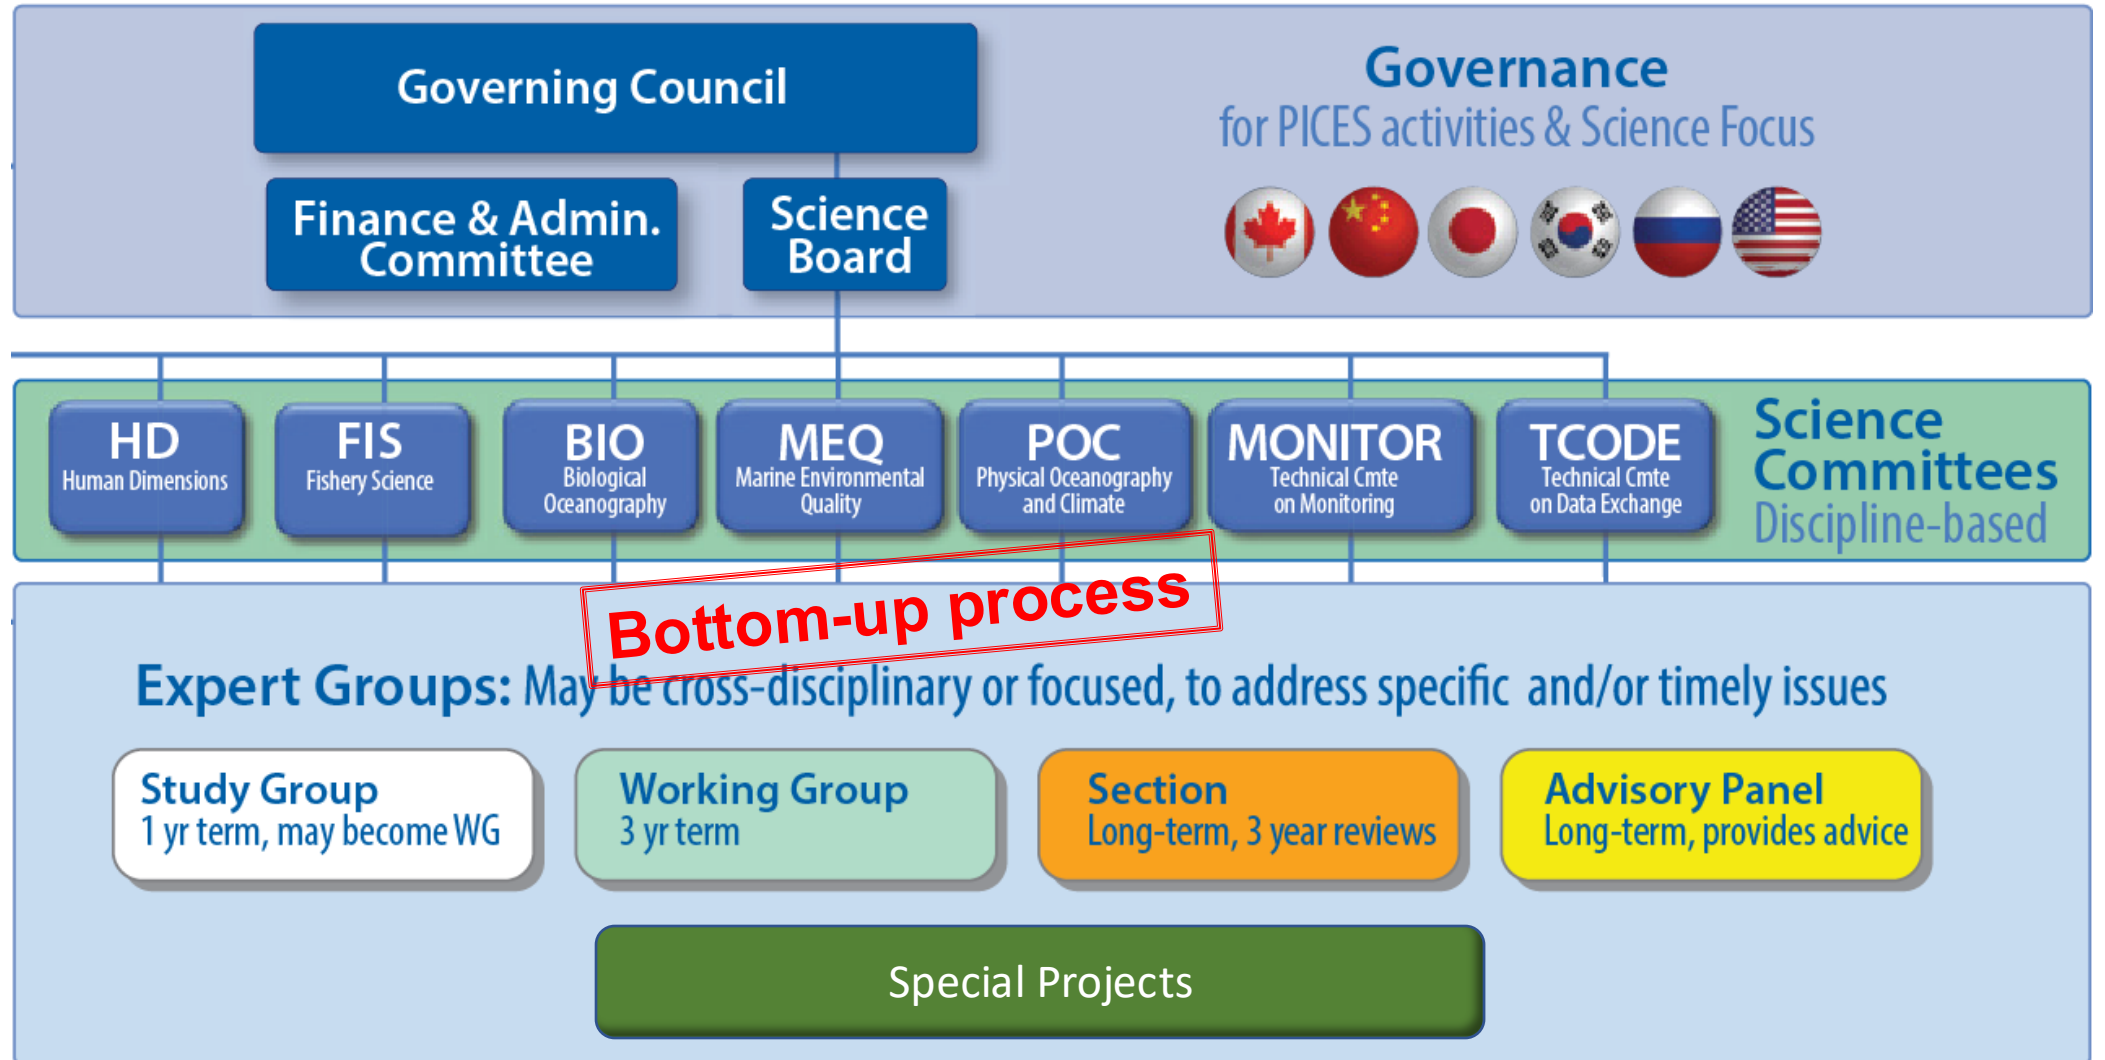 Governing Council
Governance
for PICES activities & Science Focus
Finance & Admin.
Committee
Science
Board
HD
Human Dimensions
FIS
Fishery Science
BIO
Biological
Oceanography
MEQ
Marine Environmental
Quality
POC
Physical Oceanography
and Climate
MONITOR
Technical Cmte
on Monitoring
TCODE
Technical Cmte
on Data Exchange
Science
Committees
Discipline-based
Bottom-up process
Expert Groups: May be cross-disciplinary or focused, to address specific and/or timely issues
Study Group
1 yr term, may become WG
Working Group
3 yr term
Section
Long-term, 3 year reviews
Advisory Panel
Long-term, provides advice
Special Projects